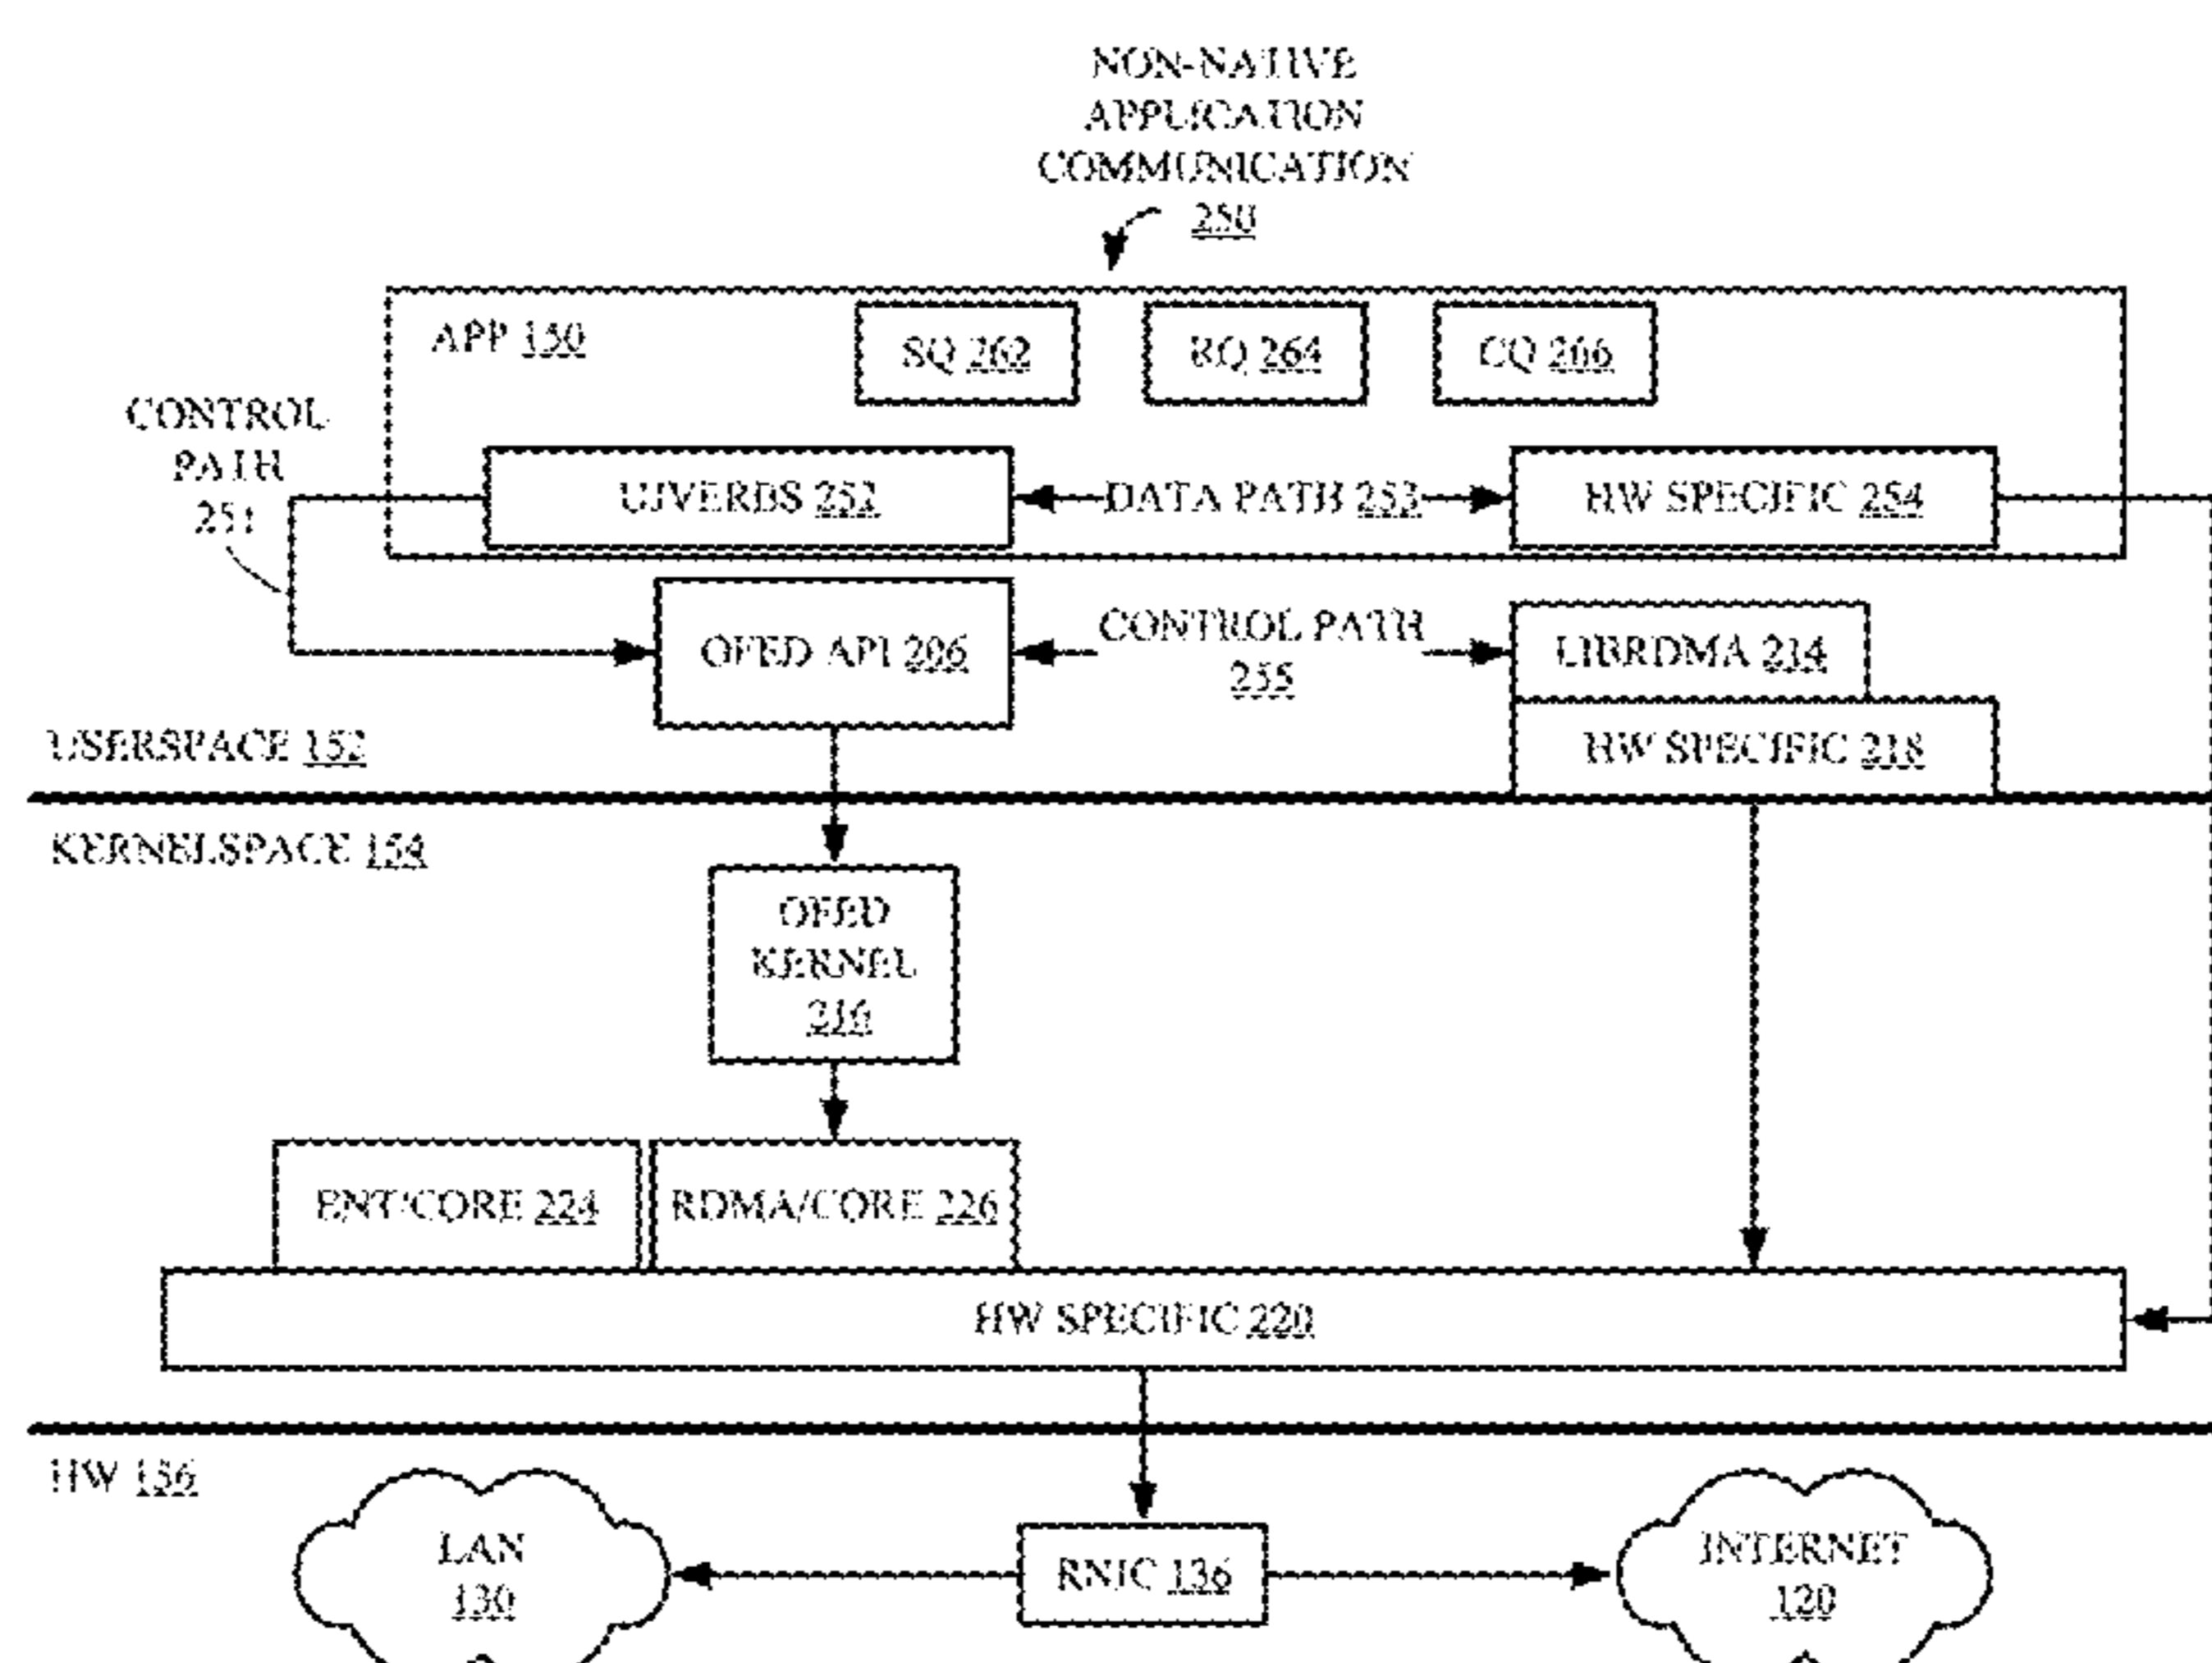 NON-NATIVE
APPLICATION
COMMUNICATION
250
APP 150
SQ 262
RQ 264
CQ 266
CONTROL
PATH
251
UJVERBS 252
DATA PATH 253
HW SPECIFIC 254
OFED API 206
CONTROL PATH
255
LIBRDMA 214
HW SPECIFIC 218
USERSPACE 152
KERNELSPACE 154
OFED
KERNEL
216
ENT/CORE 224
RDMA/CORE 226
HW SPECIFIC 220
HW 156
LAN
130
RNIC 136
INTERNET
120